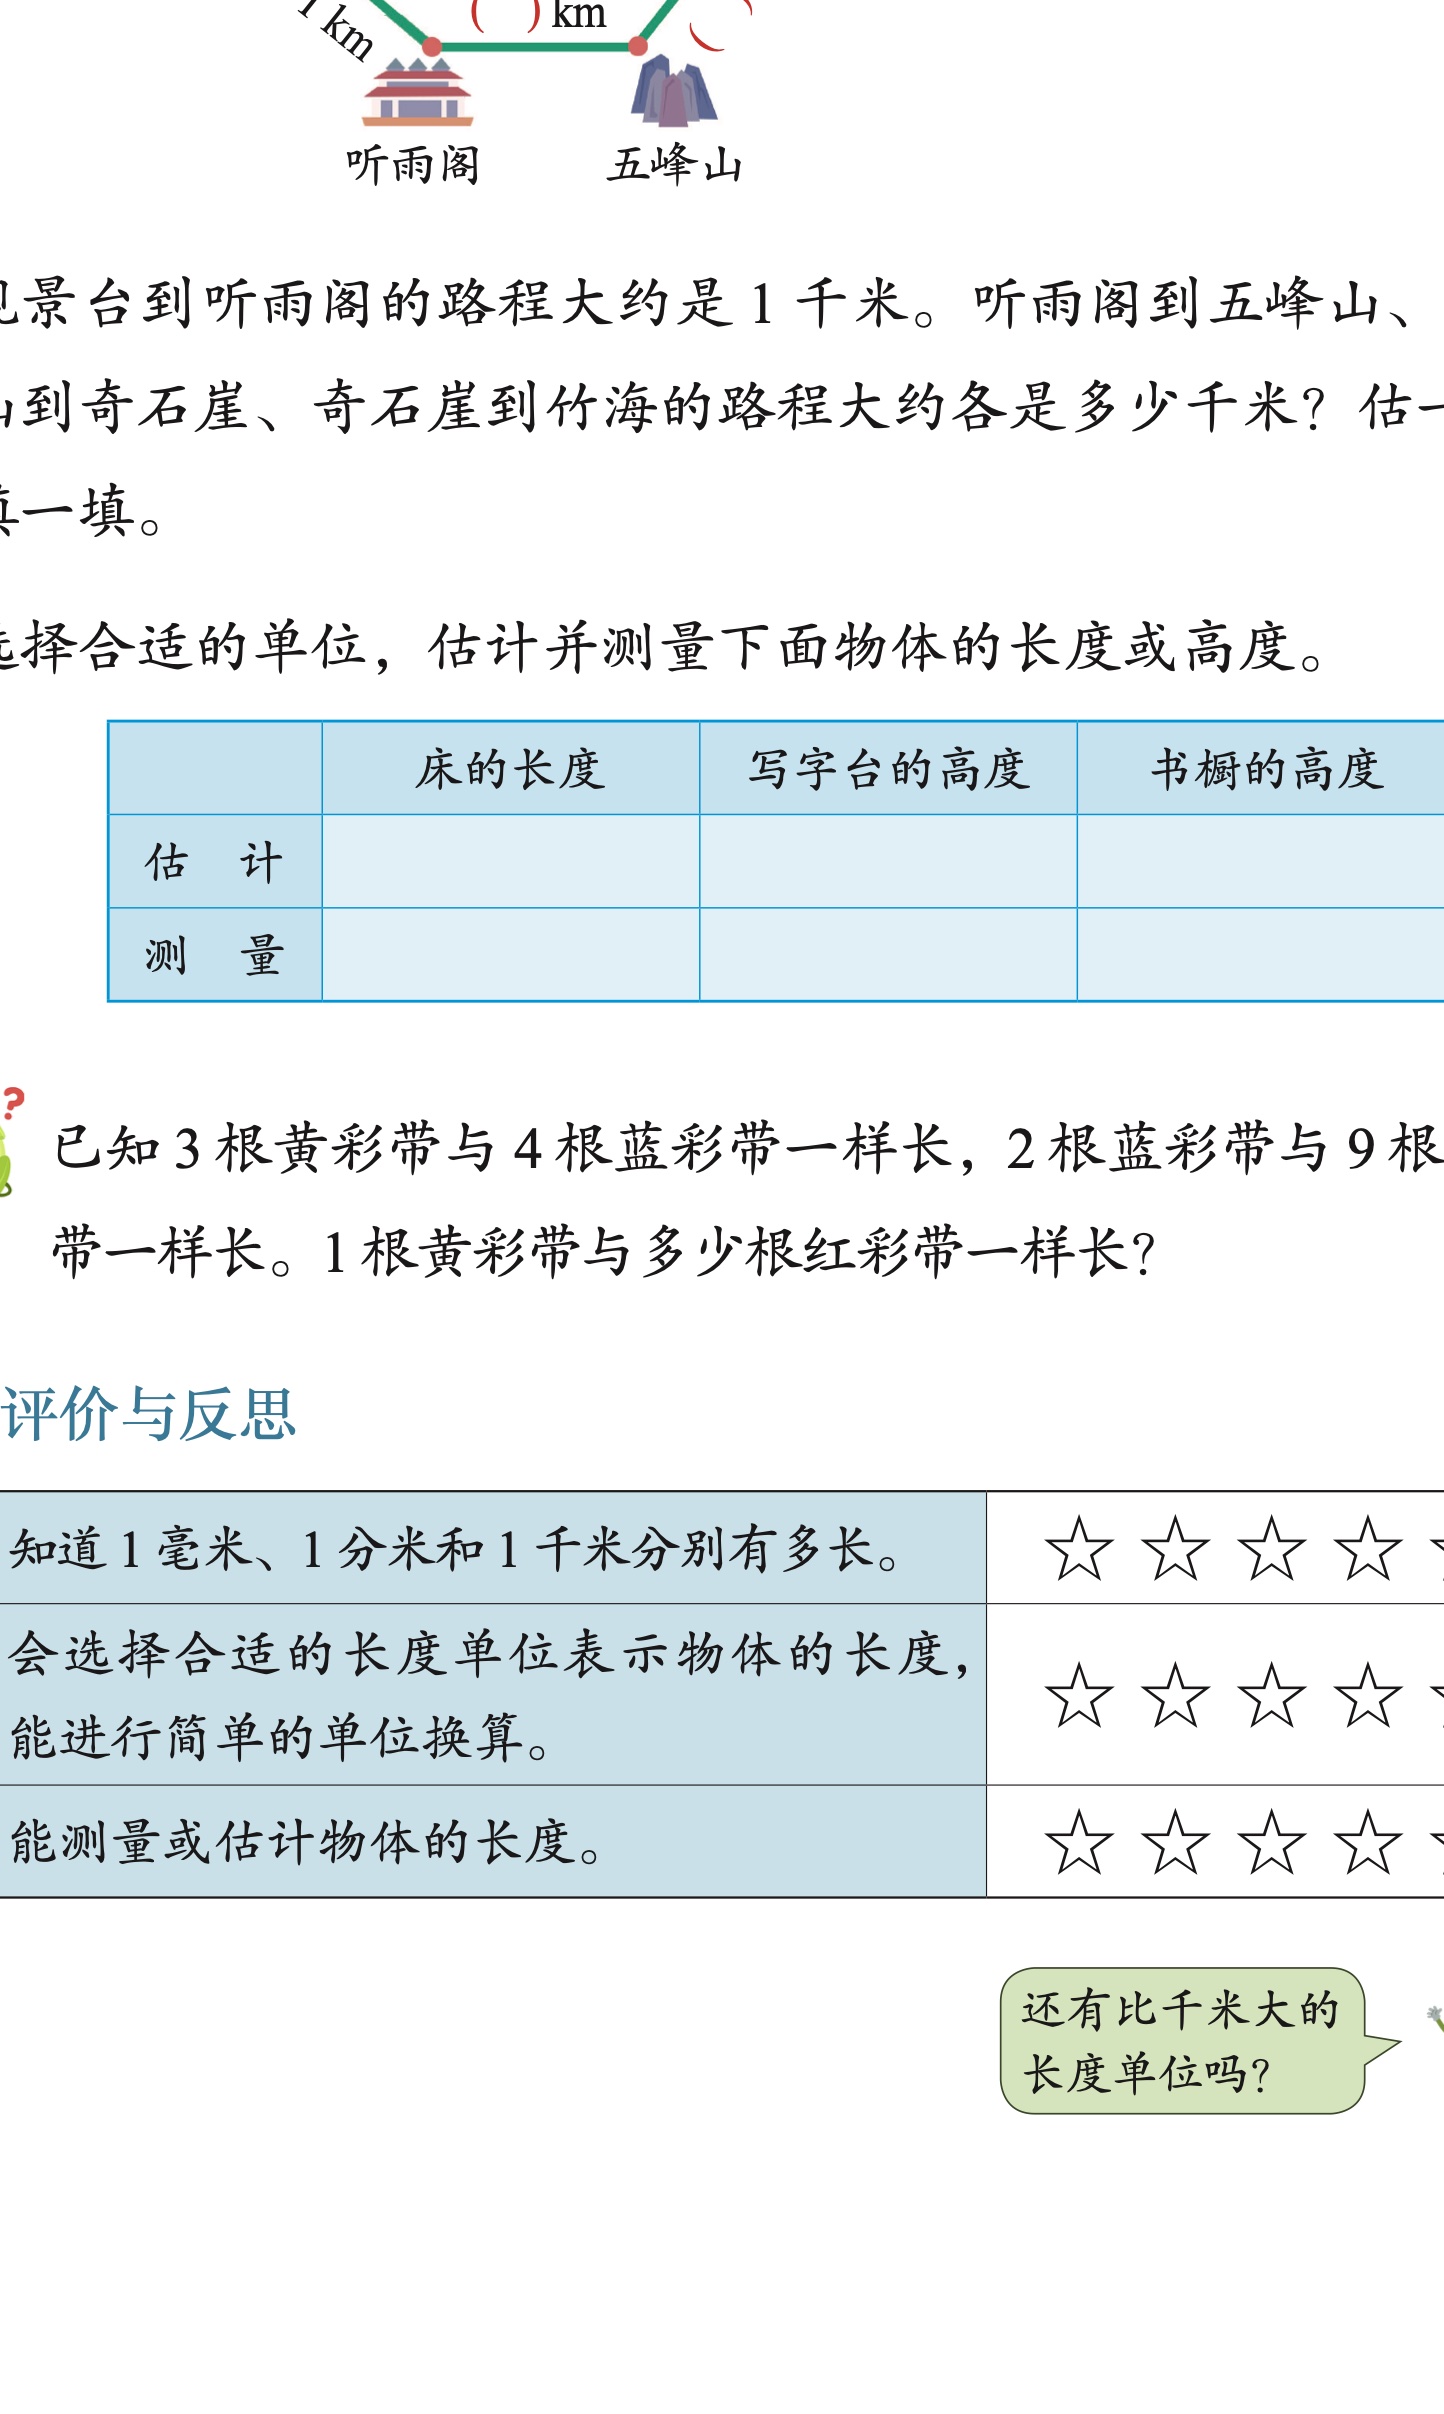 1 km
( ) km
( )
听雨阁 五峰山
景台到听雨阁的路程大约是 1 千米。听雨阁到五峰山、
到奇石崖、奇石崖到竹海的路程大约各是多少千米？估一
一填。
择合适的单位，估计并测量下面物体的长度或高度。
床的长度 写字台的高度 书橱的高度
估 计
测 量
?
已知 3 根黄彩带与 4 根蓝彩带一样长，2 根蓝彩带与 9 根
带一样长。1 根黄彩带与多少根红彩带一样长？
评价与反思
知道 1 毫米、1 分米和 1 千米分别有多长。
会选择合适的长度单位表示物体的长度，
能进行简单的单位换算。
能测量或估计物体的长度。
还有比千米大的
长度单位吗？